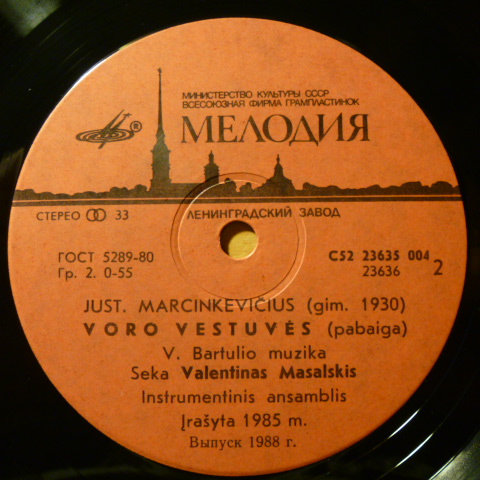 МИНИСТЕРСТВО КУЛЬТУРЫ СССР
ВСЕСОЮЗНАЯ ФИРМА ГРАМПЛАСТИНОК
®
МЕЛОДИЯ
СТЕРЕО 33
ЛЕНИНГРАДСКИЙ ЗАВОД
ГОСТ 5289-80
Гр. 2. 0-55
С52 23635 004
23636
2
JUST. MARCINKEVIČIUS (gim. 1930)
VORO VESTUVĖS (pabaiga)
V. Bartulio muzika
Seka Valentinas Masalskis
Instrumentinis ansamblis
Įrašyta 1985 m.
Выпуск 1988 г.